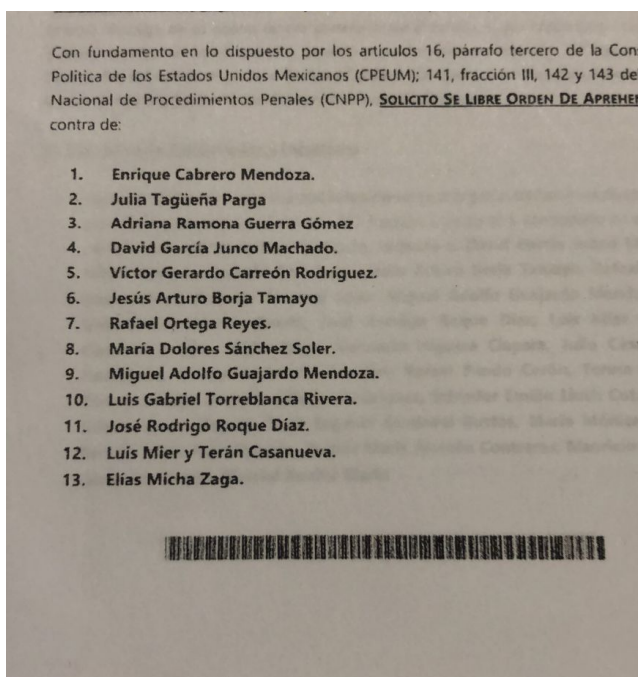 Con fundamento en lo dispuesto por los artículos 16, párrafo tercero de la Con
Politica de los Estados Unidos Mexicanos (CPEUM); 141, fracción III, 142 y 143 de
Nacional de Procedimientos Penales (CNPP), SOLICITO SE LIBRE ORDEN DE APREHEN
contra de:
1. Enrique Cabrero Mendoza.
2. Julia Tagüeña Parga
3. Adriana Ramona Guerra Gómez
4. David García Junco Machado.
5. Víctor Gerardo Carreón Rodríguez.
6. Jesús Arturo Borja Tamayo
7. Rafael Ortega Reyes.
8. María Dolores Sánchez Soler.
9. Miguel Adolfo Guajardo Mendoza.
10. Luis Gabriel Torreblanca Rivera.
11. José Rodrigo Roque Díaz.
12. Luis Mier y Terán Casanueva.
13. Elías Micha Zaga.